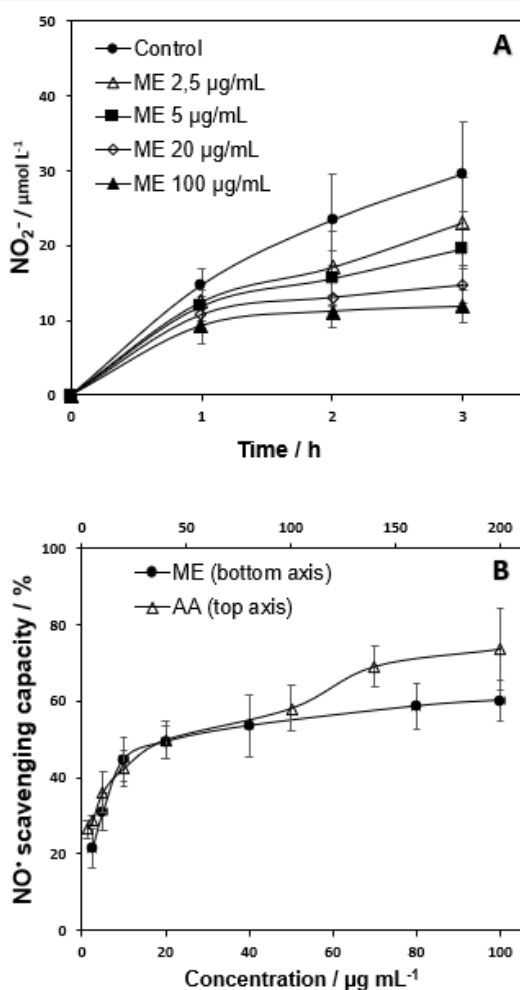 50
40
30
20
10
0
NO₂⁻ / µmol L⁻¹
A
Control
ME 2,5 µg/mL
ME 5 µg/mL
ME 20 µg/mL
ME 100 µg/mL
0 1 2 3
Time / h
0 50 100 150 200
B
ME (bottom axis)
AA (top axis)
100
80
60
40
20
0
NO• scavenging capacity / %
0 20 40 60 80 100
Concentration / µg mL⁻¹